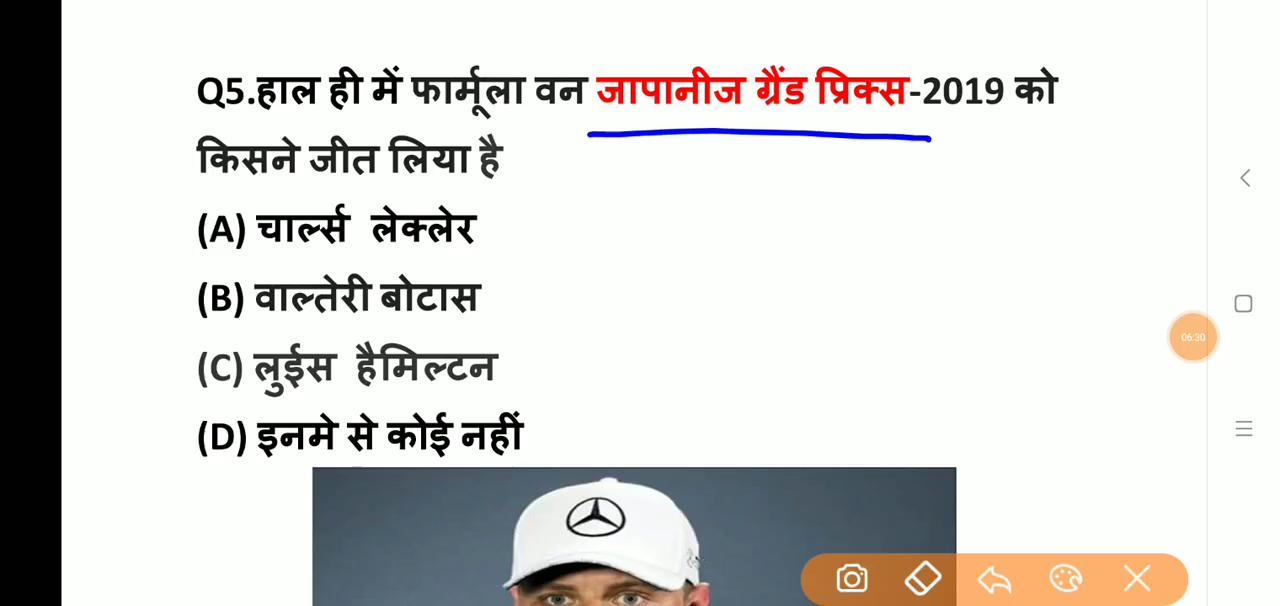 Q5.हाल ही में फार्मूला वन जापानीज ग्रैंड प्रिक्स-2019 को
किसने जीत लिया है
(A) चार्ल्स लेक्लेर
(B) वाल्तेरी बोटास
(C) लुईस हैमिल्टन
(D) इनमे से कोई नहीं
06:30